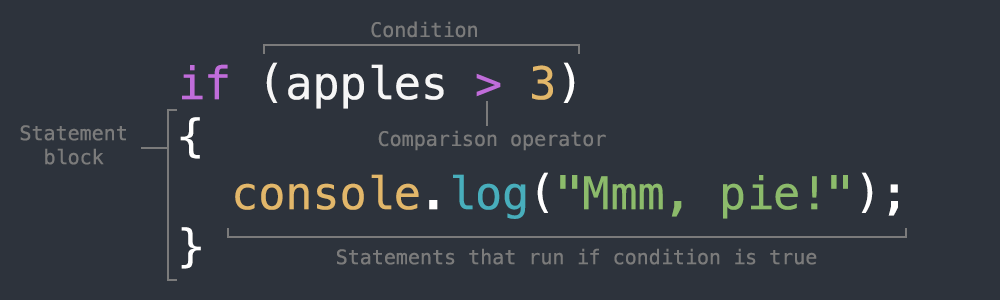 Condition
if (apples > 3)
Statement
block
{
Comparison operator
console.log("Mmm, pie!");
}
Statements that run if condition is true